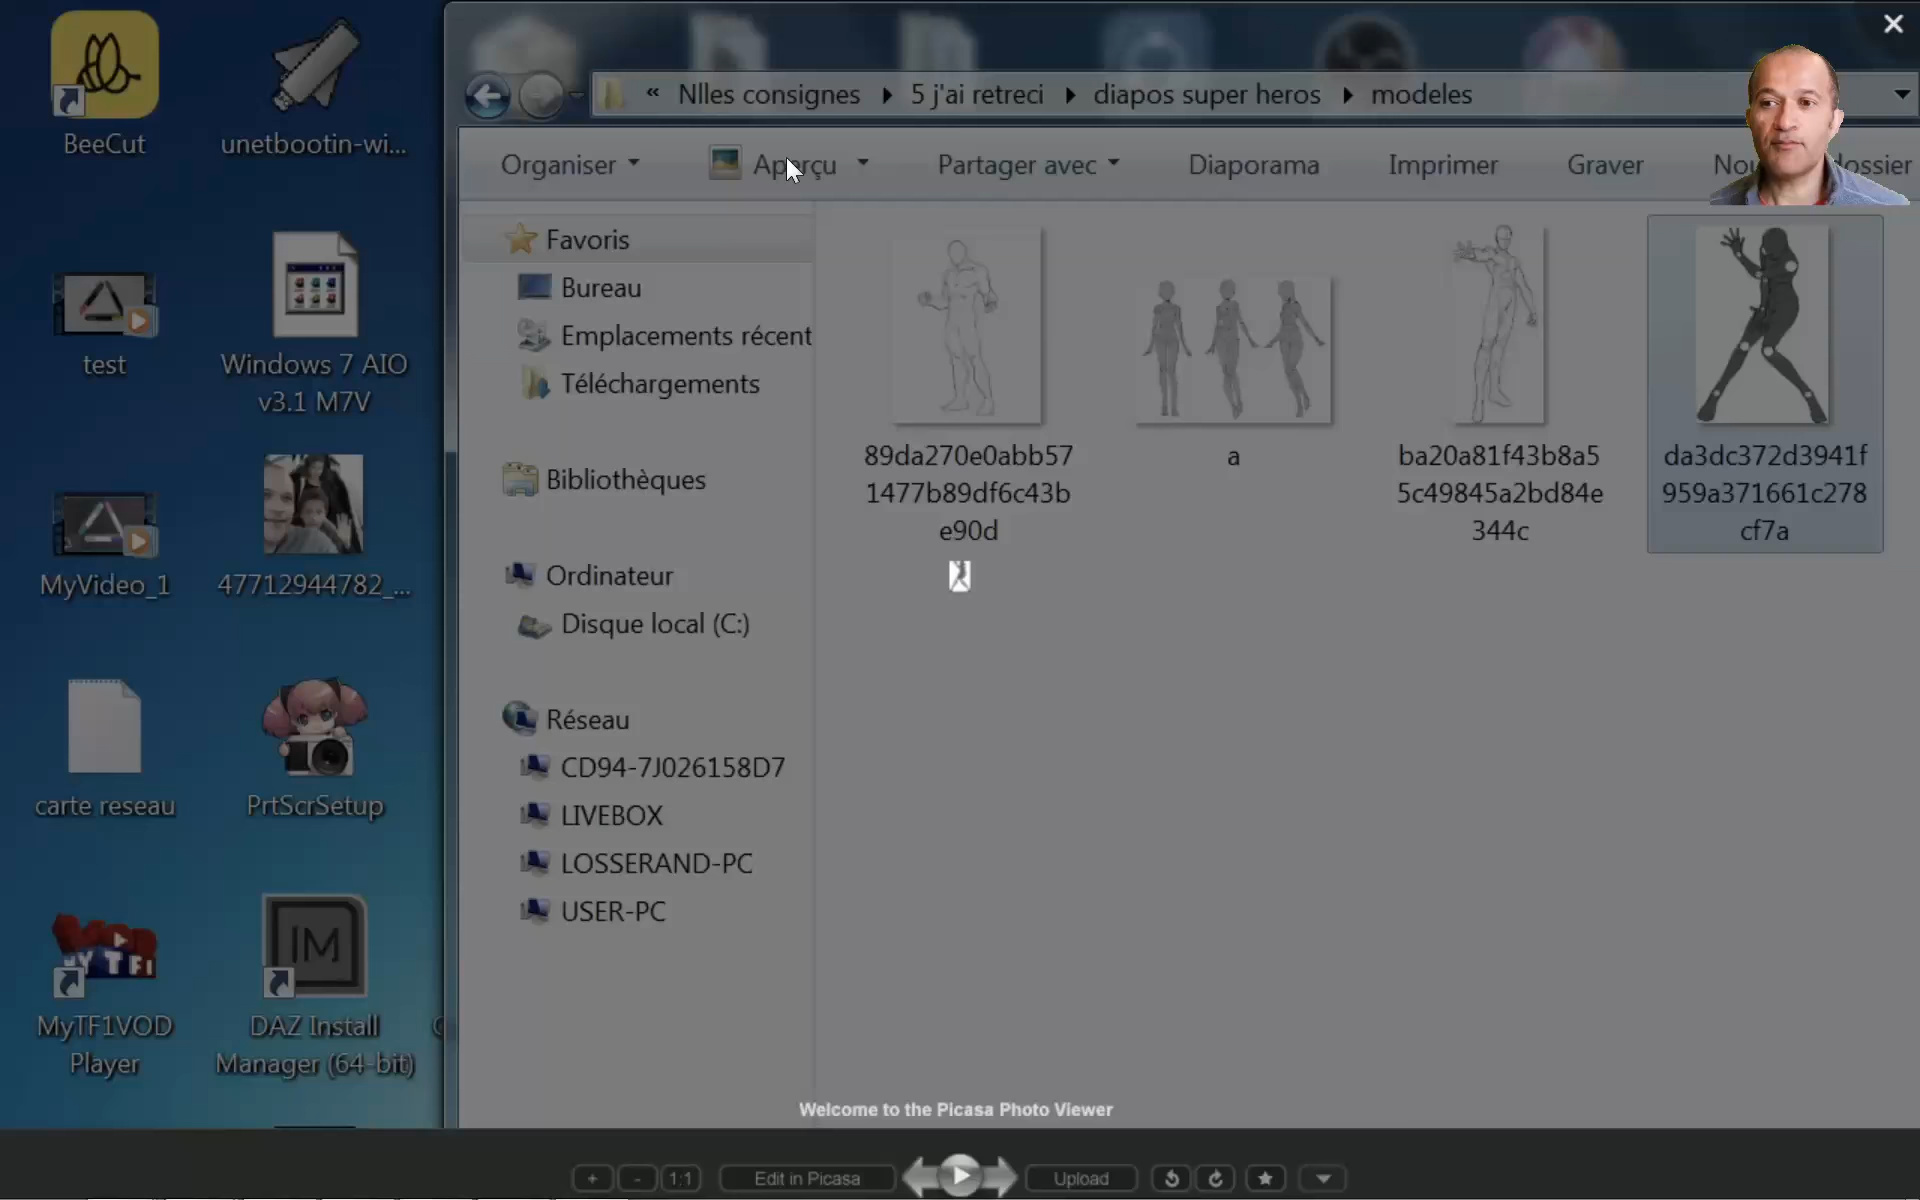 BeeCut
unetbootin-wi...
test
Windows 7 AIO
v3.1 M7V
MyVideo_1
47712944782_...
carte reseau
PrtScrSetup
MyTF1VOD
Player
IM
DAZ Install
Manager (64-bit)
« Nlles consignes 5 j'ai retreci diapos super heros modeles
Organiser Aperçu Partager avec Diaporama Imprimer Graver
Favoris
Bureau
Emplacements récent
Téléchargements
Bibliothèques
Ordinateur
Disque local (C:)
Réseau
CD94-7J026158D7
LIVEBOX
LOSSERAND-PC
USER-PC
89da270e0abb57
1477b89df6c43b
e90d
a
ba20a81f43b8a5
5c49845a2bd84e
344c
da3dc372d3941f
959a371661c278
cf7a
Welcome to the Picasa Photo Viewer
+ - 1:1 Edit in Picasa Upload